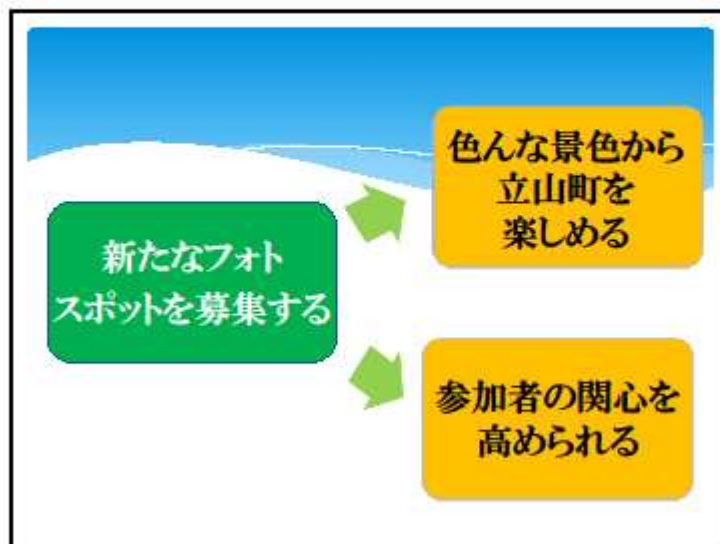 色んな景色から
立山町を
楽しめる
新たなフォト
スポットを募集する
参加者の関心を
高められる